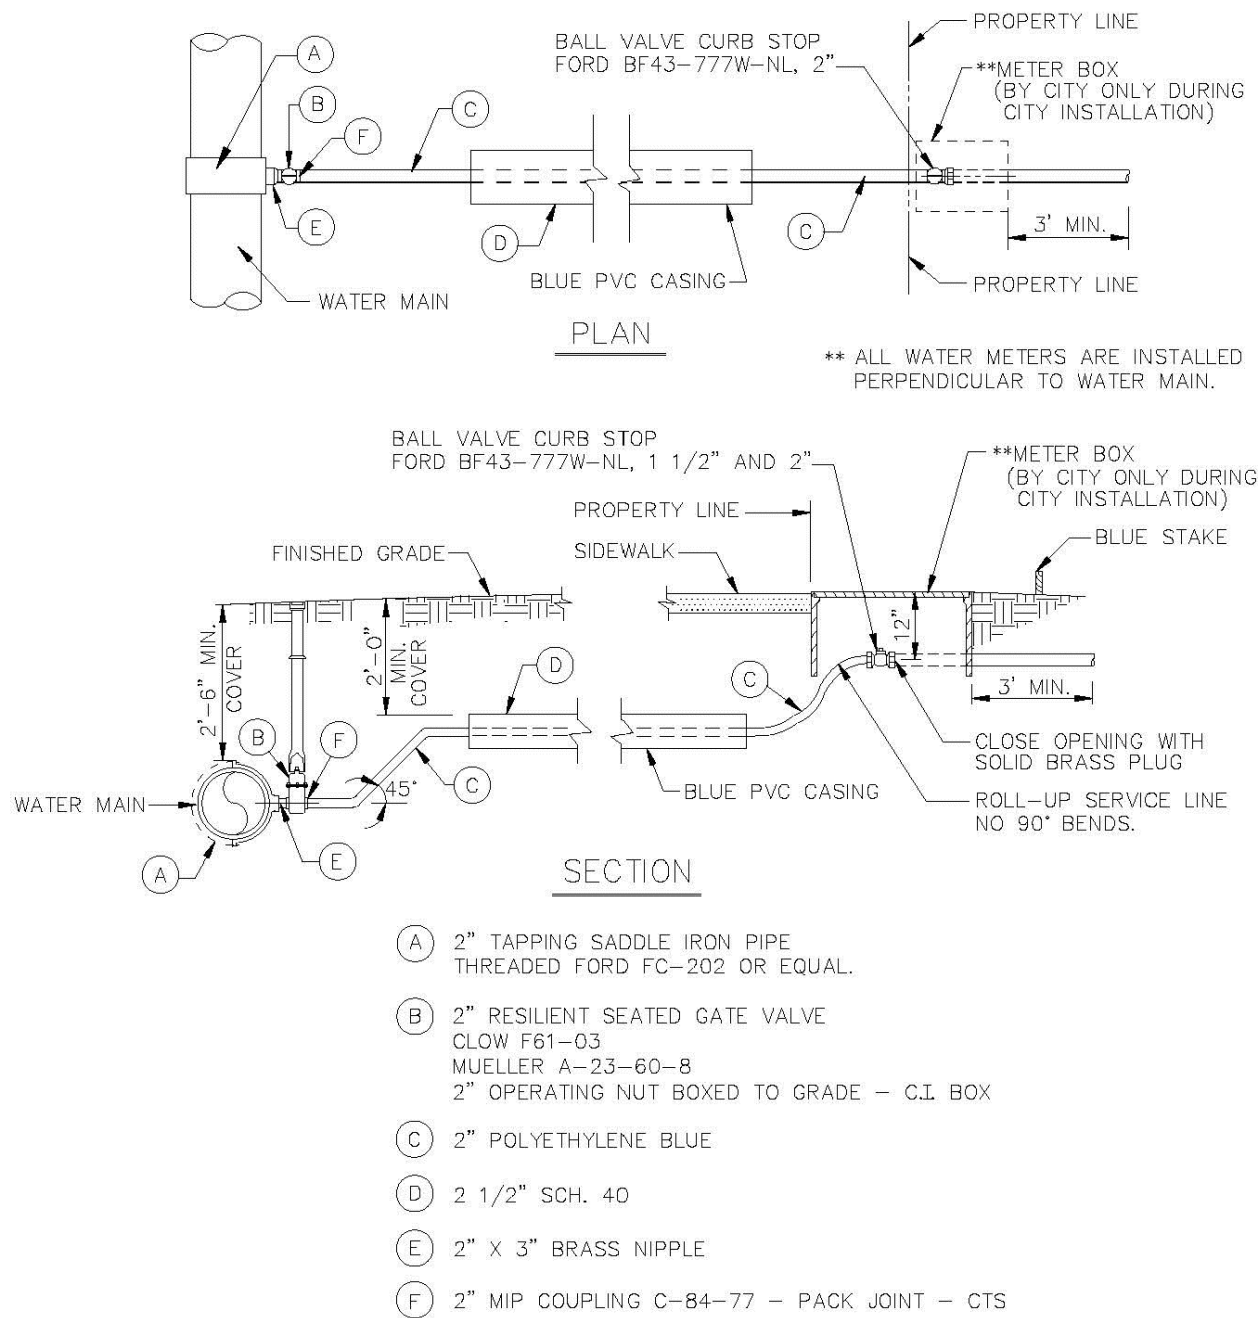 PROPERTY LINE
BALL VALVE CURB STOP
FORD BF43-777W-NL, 2"
**METER BOX
(BY CITY ONLY DURING
CITY INSTALLATION)
A
B
F
C
E
D
C
3' MIN.
BLUE PVC CASING
PROPERTY LINE
WATER MAIN
PLAN
** ALL WATER METERS ARE INSTALLED
PERPENDICULAR TO WATER MAIN.
BALL VALVE CURB STOP
FORD BF43-777W-NL, 1 1/2" AND 2"
**METER BOX
(BY CITY ONLY DURING
CITY INSTALLATION)
PROPERTY LINE
BLUE STAKE
FINISHED GRADE
SIDEWALK
2'-6" MIN.
COVER
2'-0"
MIN.
COVER
12"
D
C
3' MIN.
B
F
C
45°
CLOSE OPENING WITH
SOLID BRASS PLUG
BLUE PVC CASING
WATER MAIN
ROLL-UP SERVICE LINE
NO 90° BENDS.
A
E
SECTION
A 2" TAPPING SADDLE IRON PIPE
THREADED FORD FC-202 OR EQUAL.
B 2" RESILIENT SEATED GATE VALVE
CLOW F61-03
MUELLER A-23-60-8
2" OPERATING NUT BOXED TO GRADE - C.I. BOX
C 2" POLYETHYLENE BLUE
D 2 1/2" SCH. 40
E 2" X 3" BRASS NIPPLE
F 2" MIP COUPLING C-84-77 - PACK JOINT - CTS